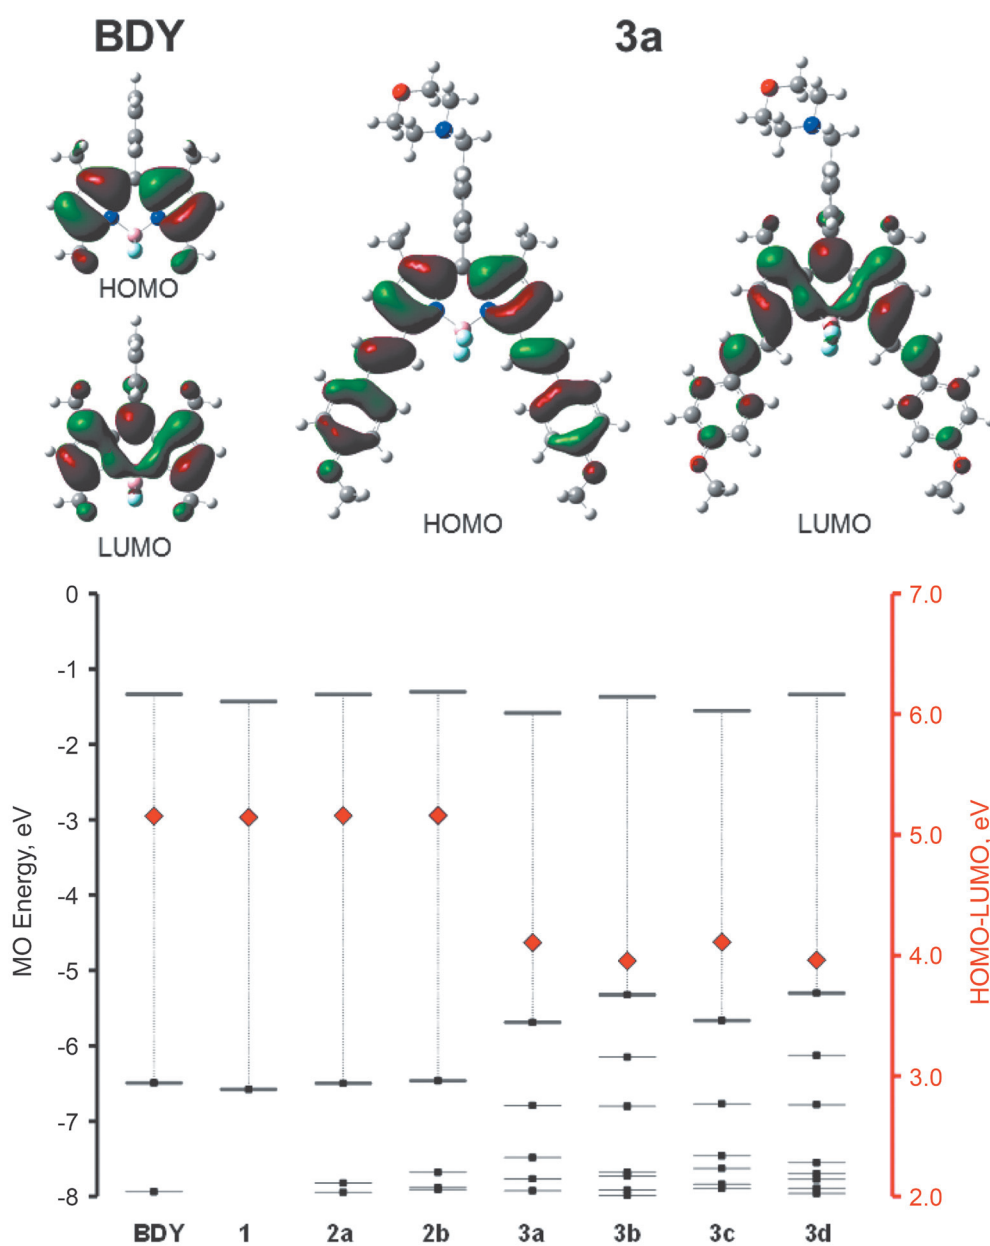 BDY
3a
HOMO
LUMO
HOMO
LUMO
MO Energy, eV
0
-1
-2
-3
-4
-5
-6
-7
-8
7.0
6.0
5.0
4.0
3.0
2.0
HOMO-LUMO, eV
BDY 1 2a 2b 3a 3b 3c 3d